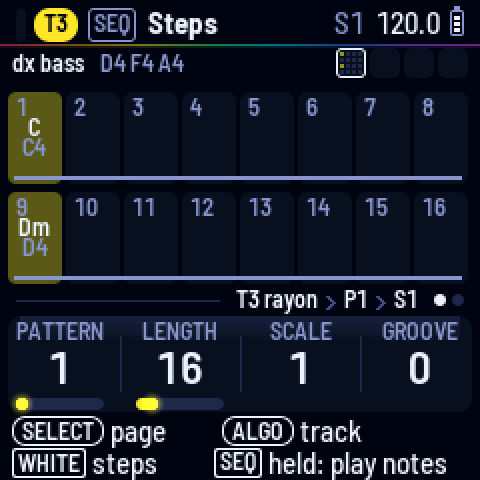 T3 SEQ Steps S1 120.0
dx bass D4 F4 A4
1 2 3 4 5 6 7 8
C
C4
9 10 11 12 13 14 15 16
Dm
D4
T3 rayon > P1 > S1
PATTERN LENGTH SCALE GROOVE
1 16 1 0
SELECT page ALGO track
WHITE steps SEQ held: play notes